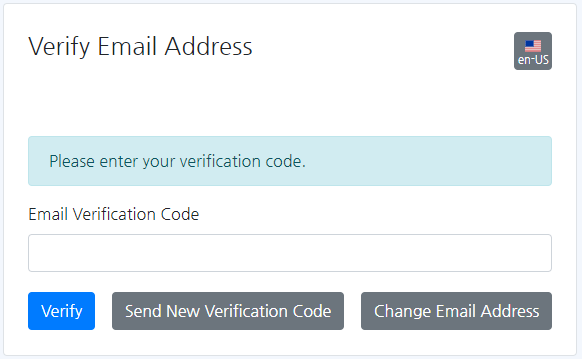 Verify Email Address
en-US
Please enter your verification code.
Email Verification Code
Verify
Send New Verification Code
Change Email Address